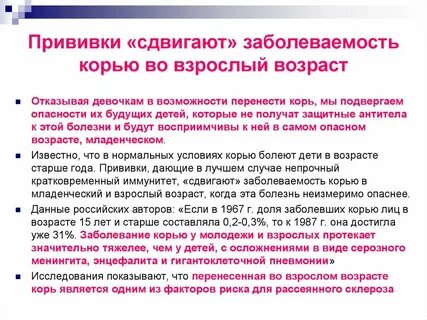 Прививки «сдвигают» заболеваемость
корью во взрослый возраст
Отказывая девочкам в возможности перенести корь, мы подвергаем
опасности их будущих детей, которые не получат защитные антитела
к этой болезни и будут восприимчивы к ней в самом опасном
возрасте, младенческом.
Известно, что в нормальных условиях корью болеют дети в возрасте
старше года. Прививки, дающие в лучшем случае непрочный
кратковременный иммунитет, «сдвигают» заболеваемость корью в
младенческий и взрослый возраст, когда эта болезнь неизмеримо опаснее.
Данные российских авторов: «Если в 1967 г. доля заболевших корью лиц в
возрасте 15 лет и старше составляла 0,2-0,3%, то к 1987 г. она достигла
уже 31%. Заболевание корью у молодежи и взрослых протекает
значительно тяжелее, чем у детей, с осложнениями в виде серозного
менингита, энцефалита и гигантоклеточной пневмонии»
Исследования показывают, что перенесенная во взрослом возрасте
корь является одним из факторов риска для рассеянного склероза